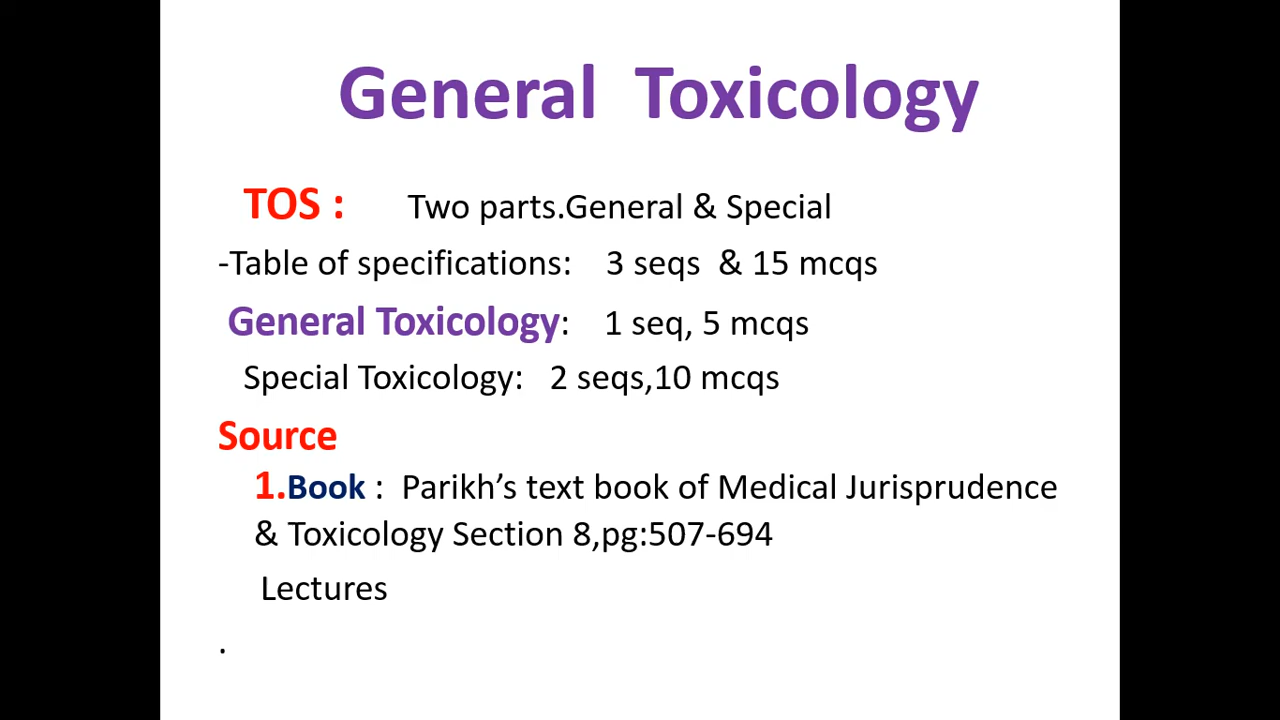 General Toxicology
TOS : Two parts.General & Special
-Table of specifications: 3 seqs & 15 mcqs
General Toxicology: 1 seq, 5 mcqs
Special Toxicology: 2 seqs,10 mcqs
Source
1.Book : Parikh’s text book of Medical Jurisprudence
& Toxicology Section 8,pg:507-694
Lectures
.